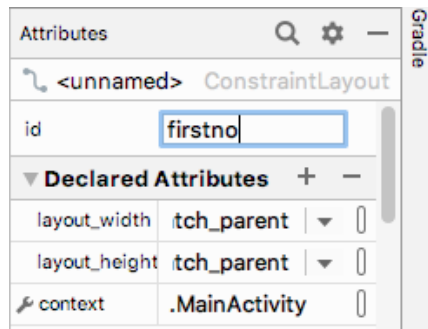 Attributes
Gradle
<unnamed> ConstraintLayout
id firstno
Declared Attributes
layout_width tch_parent
layout_height tch_parent
context .MainActivity